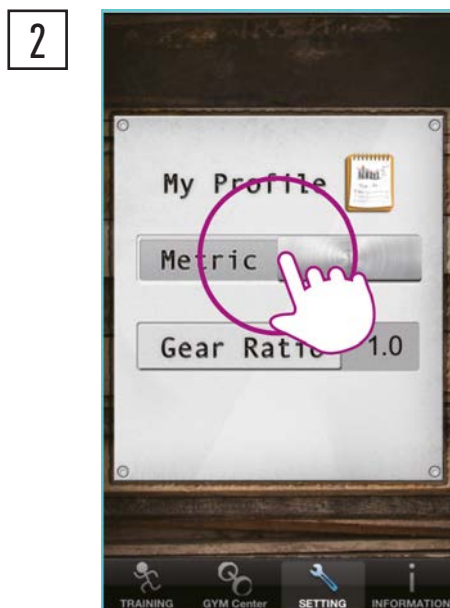 2
My Profile
Metric
Gear Ratio 1.0
TRAINING GYM Center SETTING INFORMATION